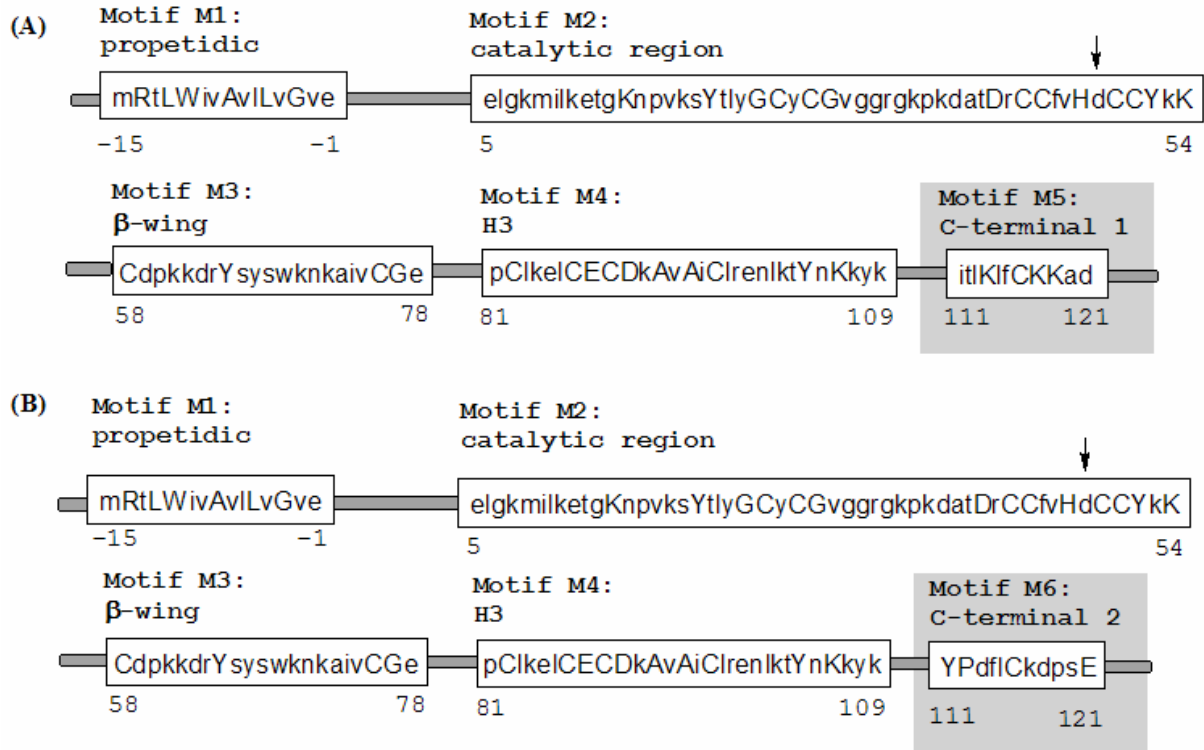 (A)
Motif M1:
propetidic
Motif M2:
catalytic region
mRtLWivAvlLvGve
elgkmilketgKnpvksYtlyGCyCGvggrgkpkdatDrCCfvHdCCYkK
-15 -1 5 54
Motif M3:
β-wing
Motif M4:
H3
Motif M5:
C-terminal 1
CdpkkdrYsyswknkaivCGe
pClkelCECDkAvAiClrenlktYnKkyk
itlKlfCKKad
58 78 81 109 111 121
(B)
Motif M1:
propetidic
Motif M2:
catalytic region
mRtLWivAvlLvGve
elgkmilketgKnpvksYtlyGCyCGvggrgkpkdatDrCCfvHdCCYkK
-15 -1 5 54
Motif M3:
β-wing
Motif M4:
H3
Motif M6:
C-terminal 2
CdpkkdrYsyswknkaivCGe
pClkelCECDkAvAiClrenlktYnKkyk
YPdflCkdpsE
58 78 81 109 111 121